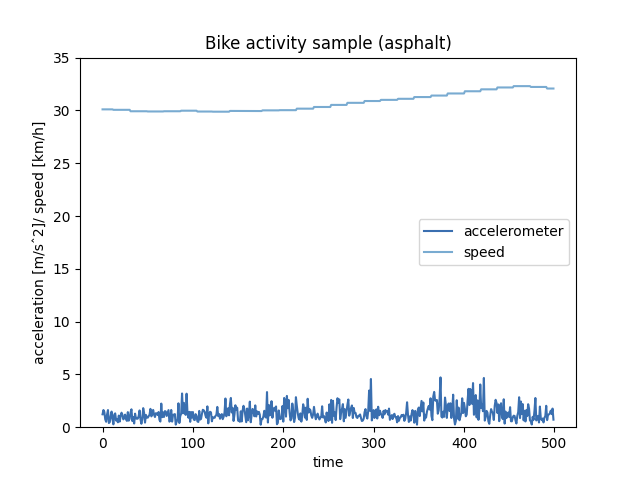 Bike activity sample (asphalt)
acceleration [m/s^2]/ speed [km/h]
35
30
25
20
15
10
5
0
accelerometer
speed
0 100 200 300 400 500
time